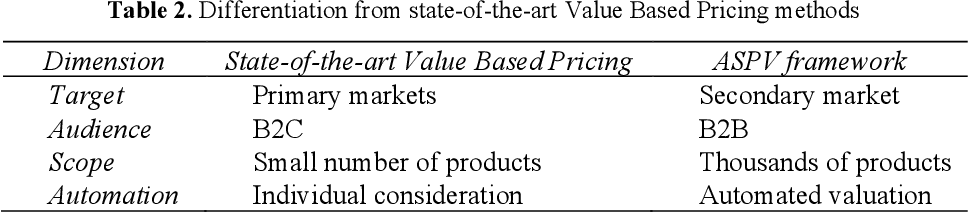 Table 2. Differentiation from state-of-the-art Value Based Pricing methods
Dimension State-of-the-art Value Based Pricing ASPV framework
Target Primary markets Secondary market
Audience B2C B2B
Scope Small number of products Thousands of products
Automation Individual consideration Automated valuation